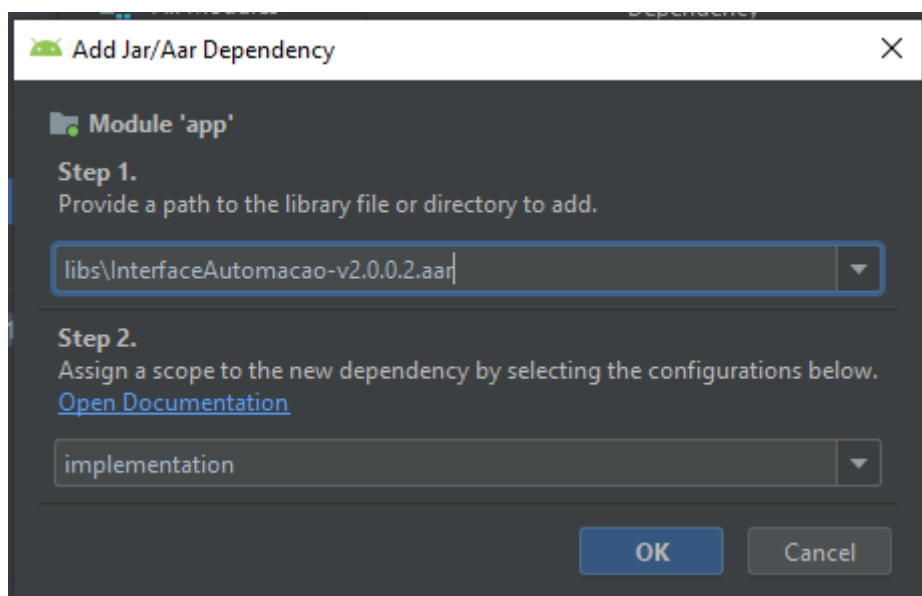 Dependency
Add Jar/Aar Dependency
Module 'app'
Step 1.
Provide a path to the library file or directory to add.
libs\InterfaceAutomacao-v2.0.0.2.aar
Step 2.
Assign a scope to the new dependency by selecting the configurations below.
Open Documentation
implementation
OK
Cancel